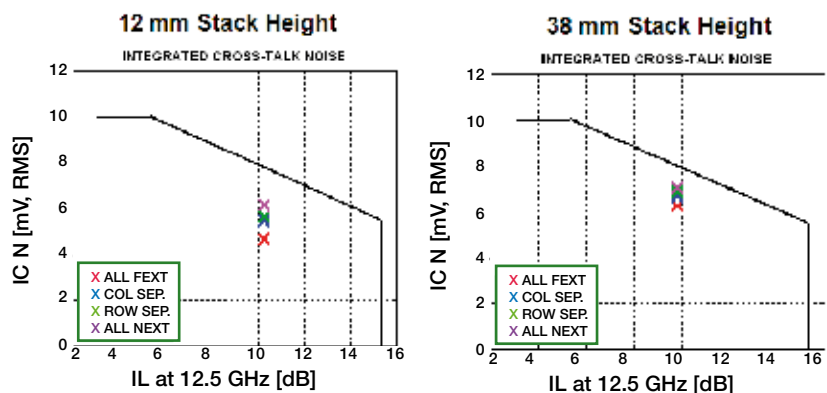 12 mm Stack Height
INTEGRATED CROSS-TALK NOISE
12
10
8
6
4
2
0
IC N [mV, RMS]
X ALL FEXT
X COL SEP.
X ROW SEP.
X ALL NEXT
2 4 6 8 10 12 14 16
IL at 12.5 GHz [dB]
38 mm Stack Height
INTEGRATED CROSS-TALK NOISE
12
10
8
6
4
2
0
IC N [mV, RMS]
X ALL FEXT
X COL SEP.
X ROW SEP.
X ALL NEXT
2 4 6 8 10 12 14 16
IL at 12.5 GHz [dB]